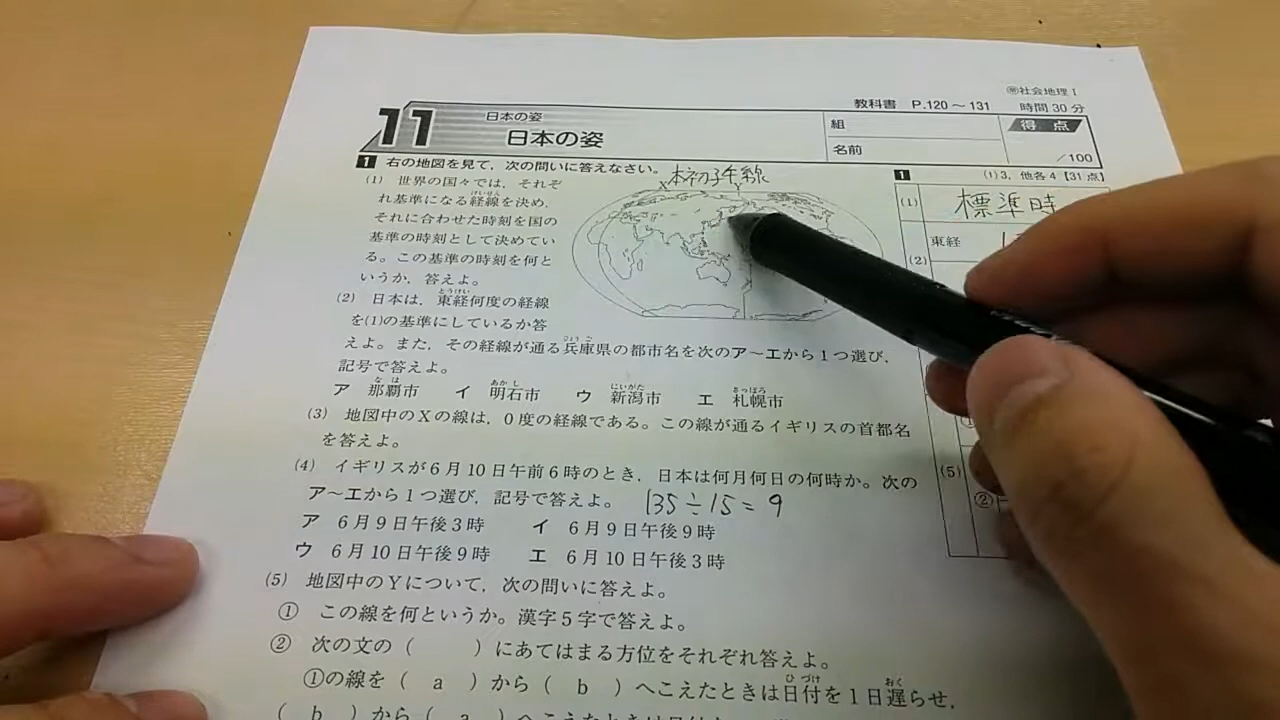 ㊙社会地理Ⅰ
教科書 P.120～131 時間30分
11 日本の姿
日本の姿
組
名前
得点
/100
1 右の地図を見て，次の問いに答えなさい。
本初子午線
X
Y
(1) 世界の国々では，それぞ
れ基準になる経線を決め，
それに合わせた時刻を国の
基準の時刻として決めてい
る。この基準の時刻を何と
いうか，答えよ。
(2) 日本は，東経何度の経線
を(1)の基準にしているか答
えよ。また，その経線が通る兵庫県の都市名を次のア～エから1つ選び，
記号で答えよ。
ア 那覇市 イ 明石市 ウ 新潟市 エ 札幌市
(3) 地図中のXの線は，0度の経線である。この線が通るイギリスの首都名
を答えよ。
(4) イギリスが6月10日午前6時のとき，日本は何月何日の何時か。次の
ア～エから1つ選び，記号で答えよ。 135÷15=9
ア 6月9日午後3時 イ 6月9日午後9時
ウ 6月10日午後9時 エ 6月10日午後3時
(5) 地図中のYについて，次の問いに答えよ。
① この線を何というか。漢字5字で答えよ。
② 次の文の( )にあてはまる方位をそれぞれ答えよ。
①の線を( a )から( b )へこえたときは日付を1日遅らせ，
( b )から( a )
1 (1)3，他各4【31点】
(1) 標準時
(2) 東経
(5)
②